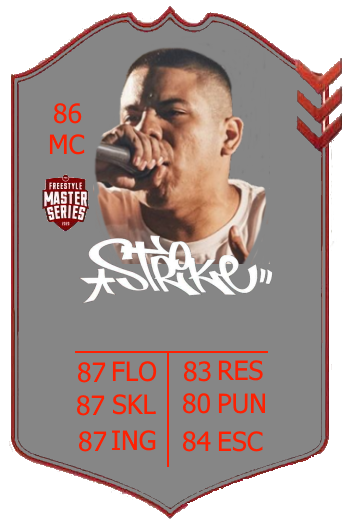 86
MC
FREESTYLE
MASTER
SERIES
Strike
87 FLO
83 RES
87 SKL
80 PUN
87 ING
84 ESC